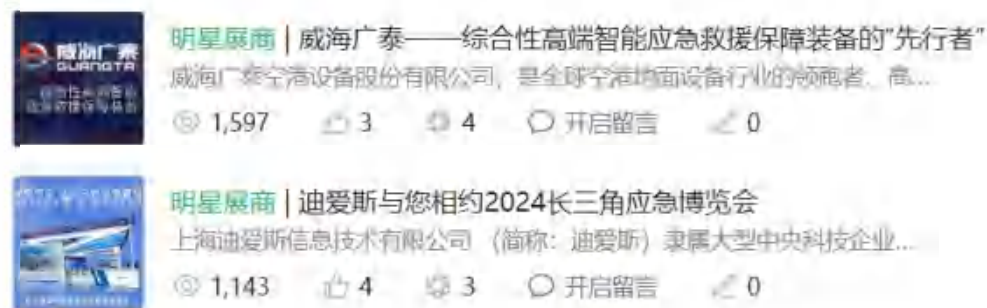 威海广泰
GUANGTAI
明星展商 | 威海广泰——综合性高端智能应急救援保障装备的"先行者"
威海广泰空港设备股份有限公司，是全球空港地面设备行业的领跑者、高...
1,597 3 4 开启留言 0
明星展商 | 迪爱斯与您相约2024长三角应急博览会
上海迪爱斯信息技术有限公司 （简称：迪爱斯）隶属大型中央科技企业...
1,143 4 3 开启留言 0